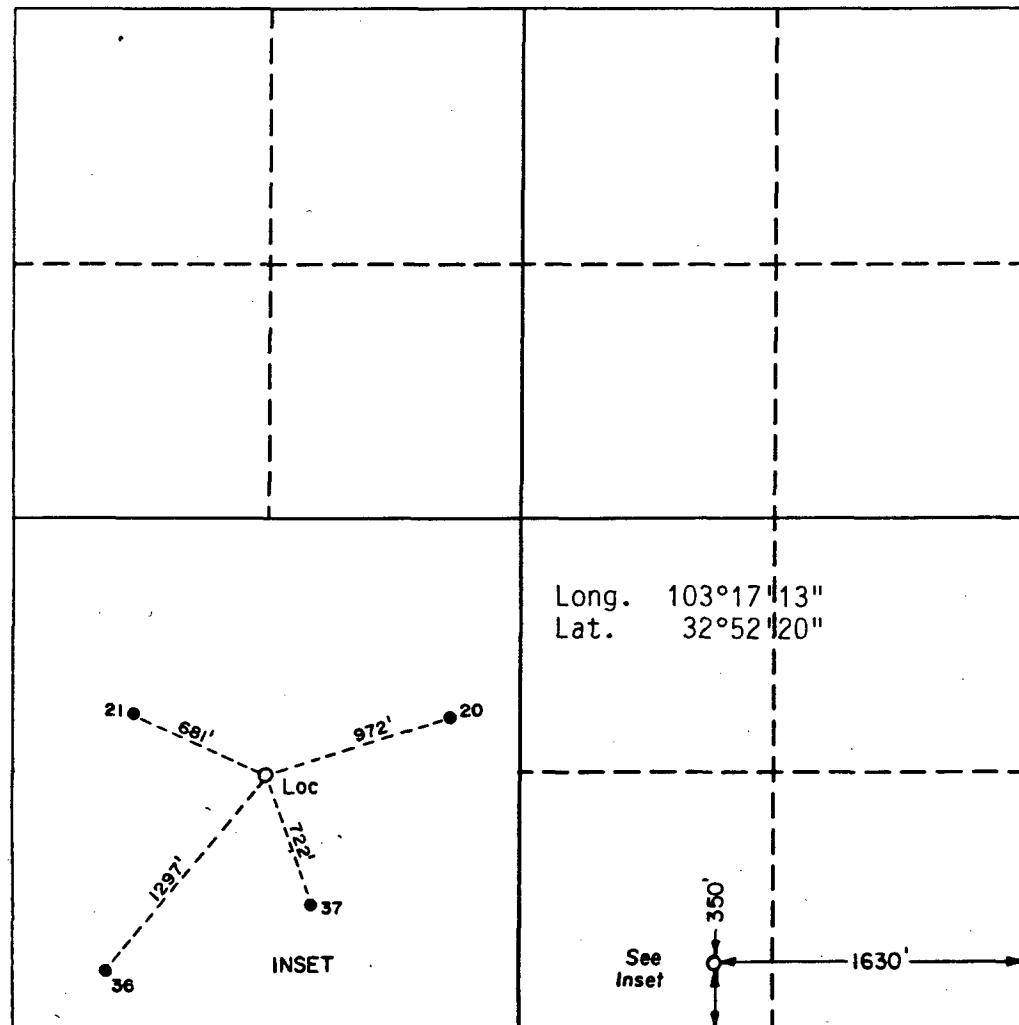 Long. 103°17'13"
Lat. 32°52'20"
21
681'
972'
20
Loc
722'
1297'
37
36
INSET
350'
See
Inset
1630'